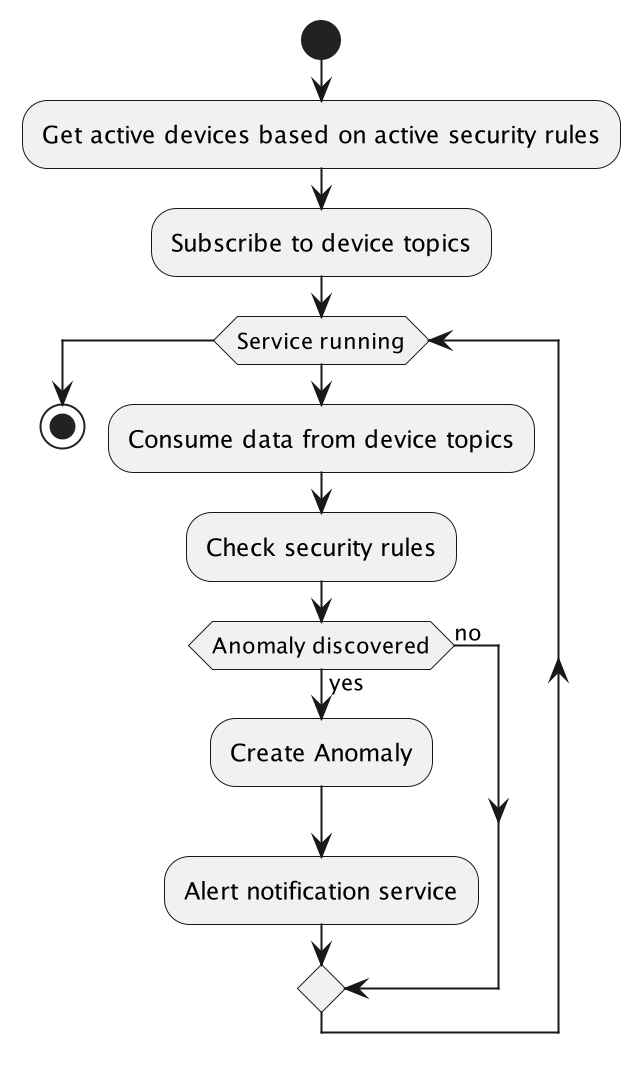 Get active devices based on active security rules
Subscribe to device topics
Service running
Consume data from device topics
Check security rules
Anomaly discovered
no
yes
Create Anomaly
Alert notification service